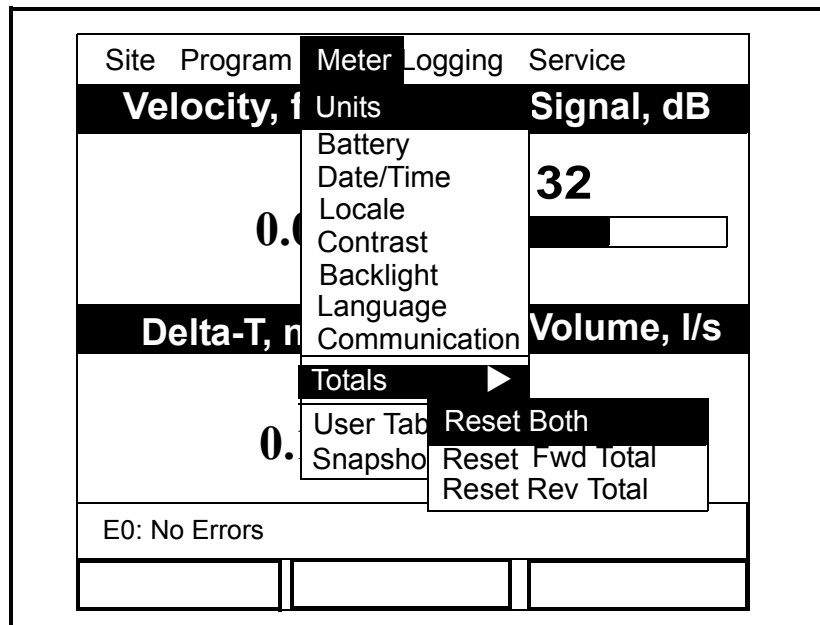 Site Program Meter Logging Service
Velocity, f Units Signal, dB
Battery
Date/Time
32
Locale
0.0
Contrast
Backlight
Language
Delta-T, Volume, l/s
Communication
Totals
User Tab Reset Both
0.
Snapsho Reset Fwd Total
Reset Rev Total
E0: No Errors